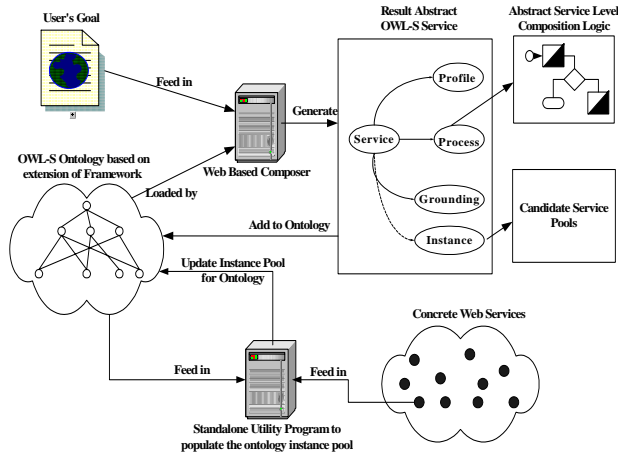 User's Goal
Result Abstract
OWL-S Service
Abstract Service Level
Composition Logic
Feed in
Generate
Profile
Service
Process
Web Based Composer
OWL-S Ontology based on
extension of Framework
Loaded by
Grounding
Candidate Service
Pools
Add to Ontology
Instance
Update Instance Pool
for Ontology
Concrete Web Services
Feed in
Feed in
Standalone Utility Program to
populate the ontology instance pool